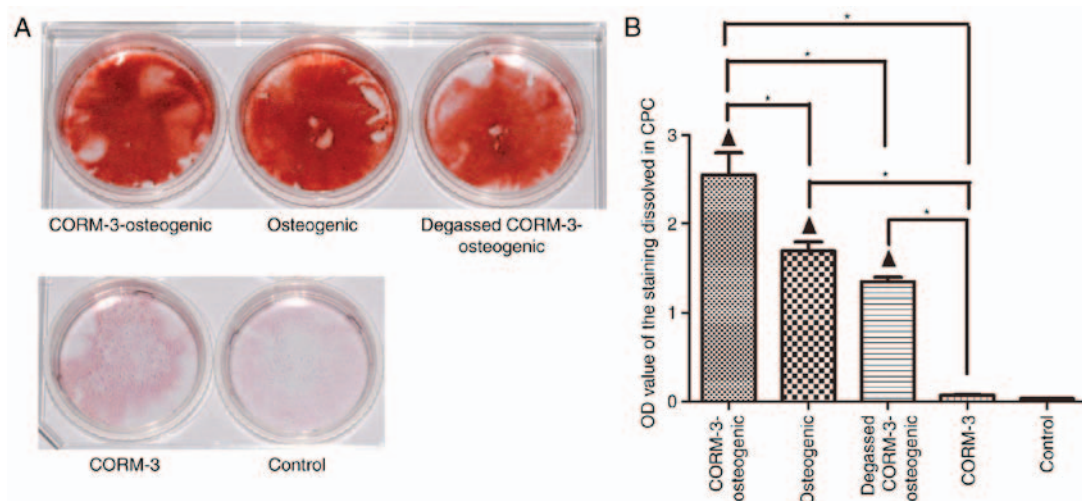 A
CORM-3-osteogenic
Osteogenic
Degassed CORM-3-
osteogenic
CORM-3
Control
B
OD value of the staining dissolved in CPC
3
2
1
0
*
*
*
*
*
CORM-3-
osteogenic
Osteogenic
Degassed
CORM-3-
osteogenic
CORM-3
Control